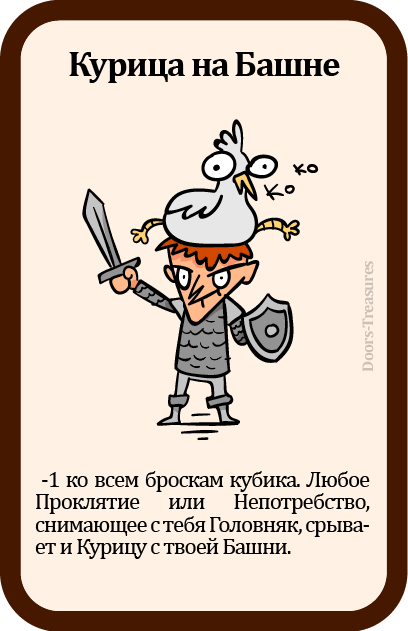 Курица на Башне
ко
Ко
Doors-Treasures
-1 ко всем броскам кубика. Любое
Проклятие или Непотребство,
снимающее с тебя Головняк, срыва-
ет и Курицу с твоей Башни.